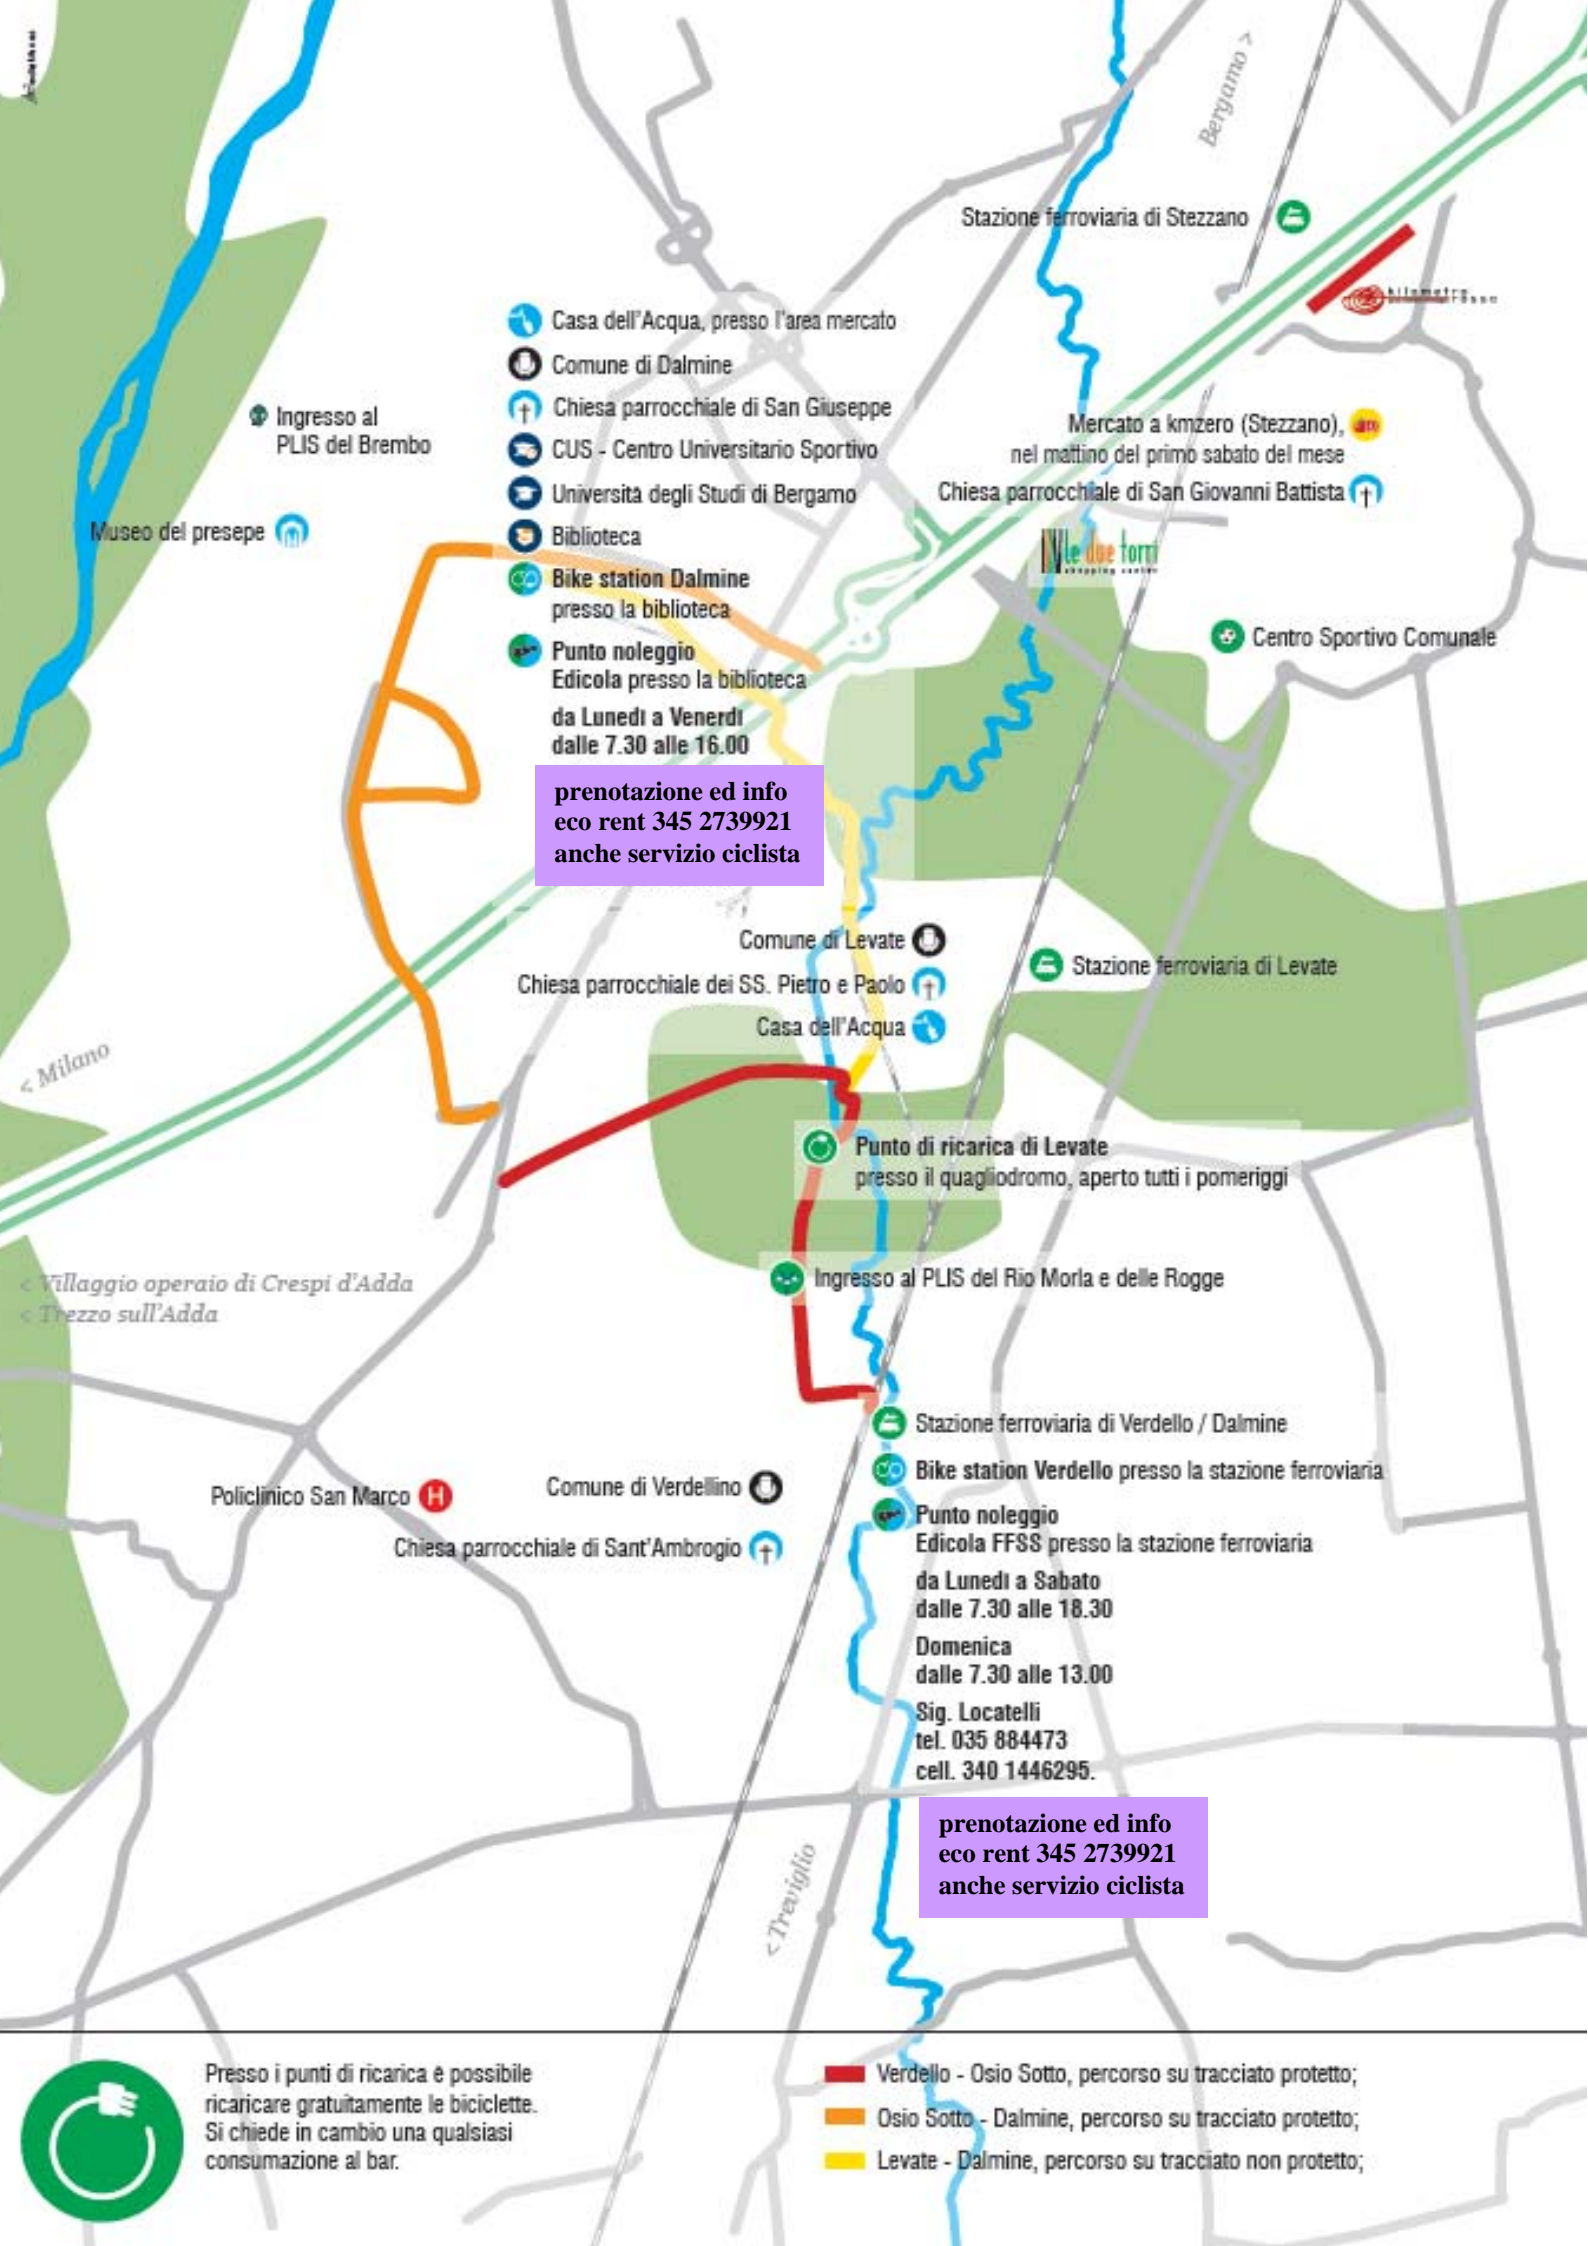 Bergamo >
Stazione ferroviaria di Stezzano
kilometro
rosso
Casa dell'Acqua, presso l'area mercato
Comune di Dalmine
Chiesa parrocchiale di San Giuseppe
CUS - Centro Universitario Sportivo
Università degli Studi di Bergamo
Biblioteca
Bike station Dalmine
presso la biblioteca
Punto noleggio
Edicola presso la biblioteca
da Lunedì a Venerdì
dalle 7.30 alle 16.00
prenotazione ed info
eco rent 345 2739921
anche servizio ciclista
Ingresso al
PLIS del Brembo
Museo del presepe
Mercato a kmzero (Stezzano),
nel mattino del primo sabato del mese
Chiesa parrocchiale di San Giovanni Battista
le due torri
shopping center
Centro Sportivo Comunale
Comune di Levate
Chiesa parrocchiale dei SS. Pietro e Paolo
Casa dell'Acqua
Stazione ferroviaria di Levate
< Milano
Punto di ricarica di Levate
presso il quagliodromo, aperto tutti i pomeriggi
Ingresso al PLIS del Rio Morla e delle Rogge
< Villaggio operaio di Crespi d'Adda
< Trezzo sull'Adda
Stazione ferroviaria di Verdello / Dalmine
Bike station Verdello presso la stazione ferroviaria
Punto noleggio
Edicola FFSS presso la stazione ferroviaria
da Lunedì a Sabato
dalle 7.30 alle 18.30
Domenica
dalle 7.30 alle 13.00
Sig. Locatelli
tel. 035 884473
cell. 340 1446295.
prenotazione ed info
eco rent 345 2739921
anche servizio ciclista
Policlinico San Marco H
Comune di Verdellino
Chiesa parrocchiale di Sant'Ambrogio
< Treviglio
Presso i punti di ricarica è possibile
ricaricare gratuitamente le biciclette.
Si chiede in cambio una qualsiasi
consumazione al bar.
Verdello - Osio Sotto, percorso su tracciato protetto;
Osio Sotto - Dalmine, percorso su tracciato protetto;
Levate - Dalmine, percorso su tracciato non protetto;